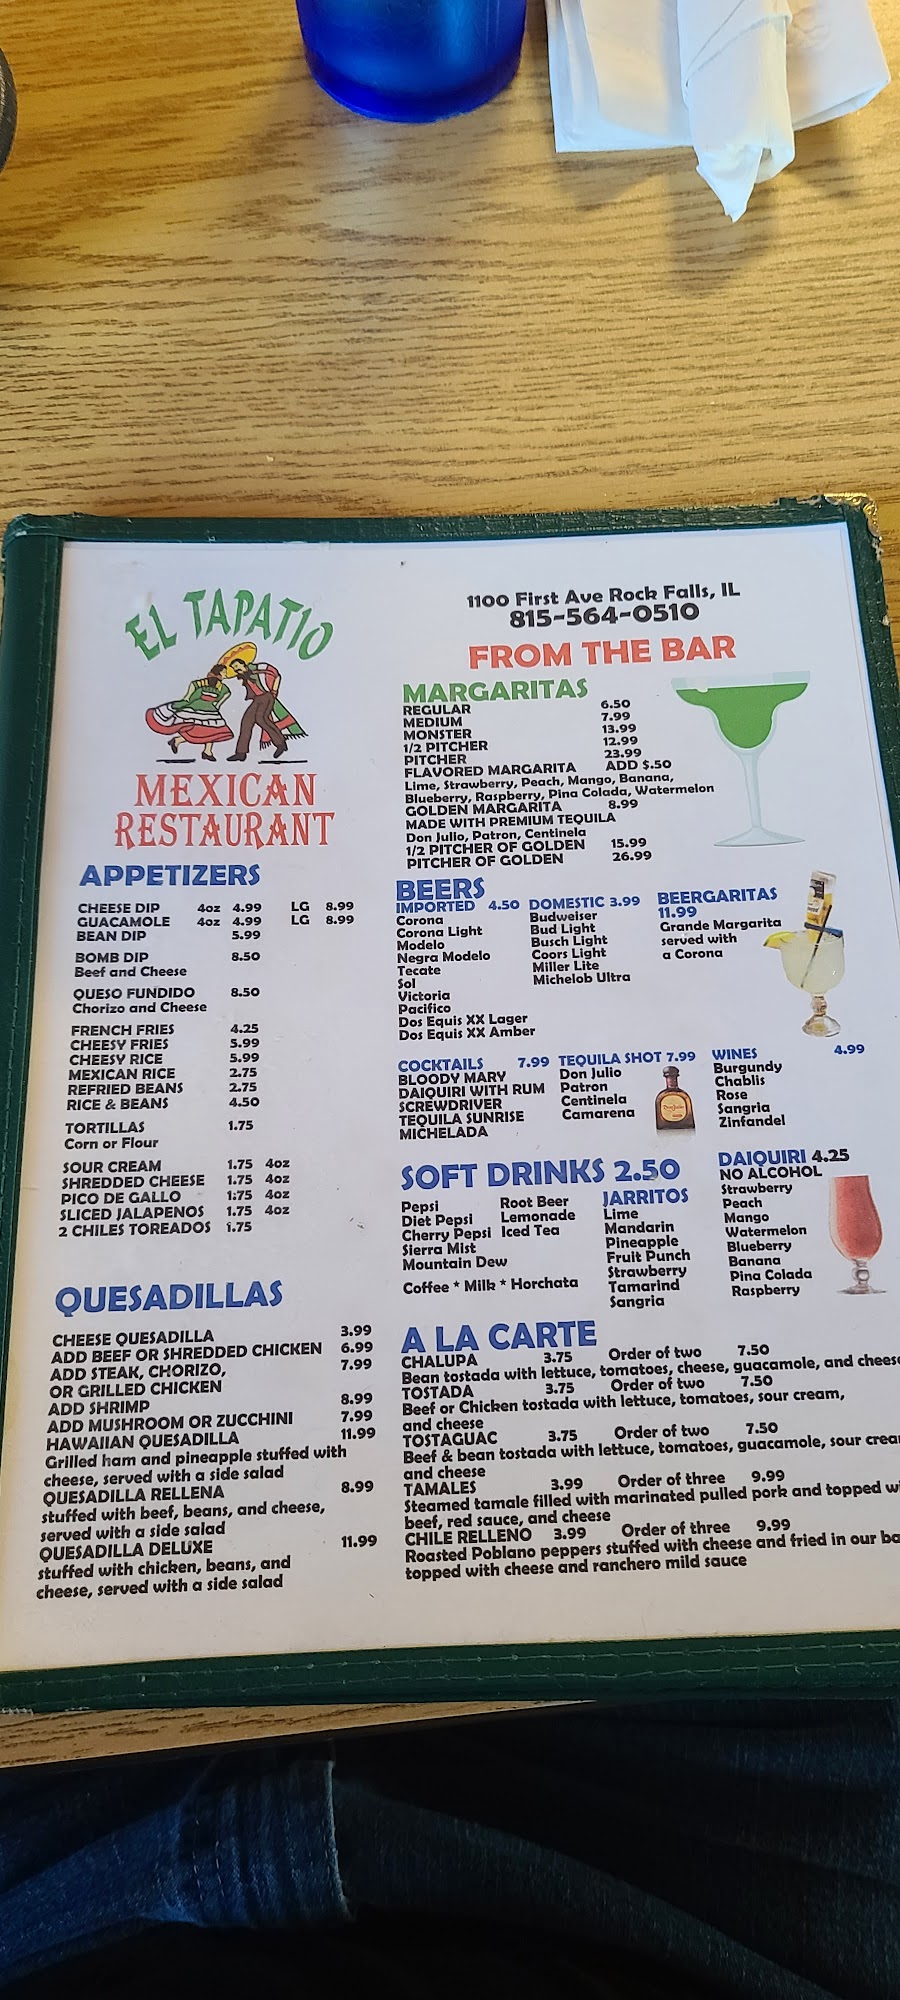 EL TAPATIO
MEXICAN
RESTAURANT
1100 First Ave Rock Falls, IL
815-564-0510
APPETIZERS
CHEESE DIP 4oz 4.99 LG 8.99
GUACAMOLE 4oz 4.99 LG 8.99
BEAN DIP 5.99
BOMB DIP 8.50
Beef and Cheese
QUESO FUNDIDO 8.50
Chorizo and Cheese
FRENCH FRIES 4.25
CHEESY FRIES 5.99
CHEESY RICE 5.99
MEXICAN RICE 2.75
REFRIED BEANS 2.75
RICE & BEANS 4.50
TORTILLAS 1.75
Corn or Flour
SOUR CREAM 1.75 4oz
SHREDDED CHEESE 1.75 4oz
PICO DE GALLO 1.75 4oz
SLICED JALAPENOS 1.75 4oz
2 CHILES TOREADOS 1.75
QUESADILLAS
CHEESE QUESADILLA 3.99
ADD BEEF OR SHREDDED CHICKEN 6.99
ADD STEAK, CHORIZO, 7.99
OR GRILLED CHICKEN
ADD SHRIMP 8.99
ADD MUSHROOM OR ZUCCHINI 7.99
HAWAIIAN QUESADILLA 11.99
Grilled ham and pineapple stuffed with
cheese, served with a side salad
QUESADILLA RELLENA 8.99
stuffed with beef, beans, and cheese,
served with a side salad
QUESADILLA DELUXE 11.99
stuffed with chicken, beans, and
cheese, served with a side salad
FROM THE BAR
MARGARITAS
REGULAR 6.50
MEDIUM 7.99
MONSTER 13.99
1/2 PITCHER 12.99
PITCHER 23.99
FLAVORED MARGARITA ADD $.50
Lime, Strawberry, Peach, Mango, Banana,
Blueberry, Raspberry, Pina Colada, Watermelon
GOLDEN MARGARITA 8.99
MADE WITH PREMIUM TEQUILA
Don Julio, Patron, Centinela
1/2 PITCHER OF GOLDEN 15.99
PITCHER OF GOLDEN 26.99
BEERS
IMPORTED 4.50
Corona
Corona Light
Modelo
Negra Modelo
Tecate
Sol
Victoria
Pacifico
Dos Equis XX Lager
Dos Equis XX Amber
DOMESTIC 3.99
Budweiser
Bud Light
Busch Light
Coors Light
Miller Lite
Michelob Ultra
BEERGARITAS
11.99
Grande Margarita
served with
a Corona
COCKTAILS 7.99
BLOODY MARY
DAIQUIRI WITH RUM
SCREWDRIVER
TEQUILA SUNRISE
MICHELADA
TEQUILA SHOT 7.99
Don Julio
Patron
Centinela
Camarena
WINES 4.99
Burgundy
Chablis
Rose
Sangria
Zinfandel
SOFT DRINKS 2.50
Pepsi
Diet Pepsi
Cherry Pepsi
Sierra Mist
Mountain Dew
Root Beer
Lemonade
Iced Tea
Coffee * Milk * Horchata
JARRITOS
Lime
Mandarin
Pineapple
Fruit Punch
Strawberry
Tamarind
Sangria
DAIQUIRI 4.25
NO ALCOHOL
Strawberry
Peach
Mango
Watermelon
Blueberry
Banana
Pina Colada
Raspberry
A LA CARTE
CHALUPA 3.75 Order of two 7.50
Bean tostada with lettuce, tomatoes, cheese, guacamole, and
TOSTADA 3.75 Order of two 7.50
Beef or Chicken tostada with lettuce, tomatoes, sour cream,
and cheese
TOSTAGUAC 3.75 Order of two 7.50
Beef & bean tostada with lettuce, tomatoes, guacamole, sour
and cheese
TAMALES 3.99 Order of three 9.99
Steamed tamale filled with marinated pulled pork and topped
beef, red sauce, and cheese
CHILE RELLENO 3.99 Order of three 9.99
Roasted Poblano peppers stuffed with cheese and fried in our
topped with cheese and ranchero mild sauce